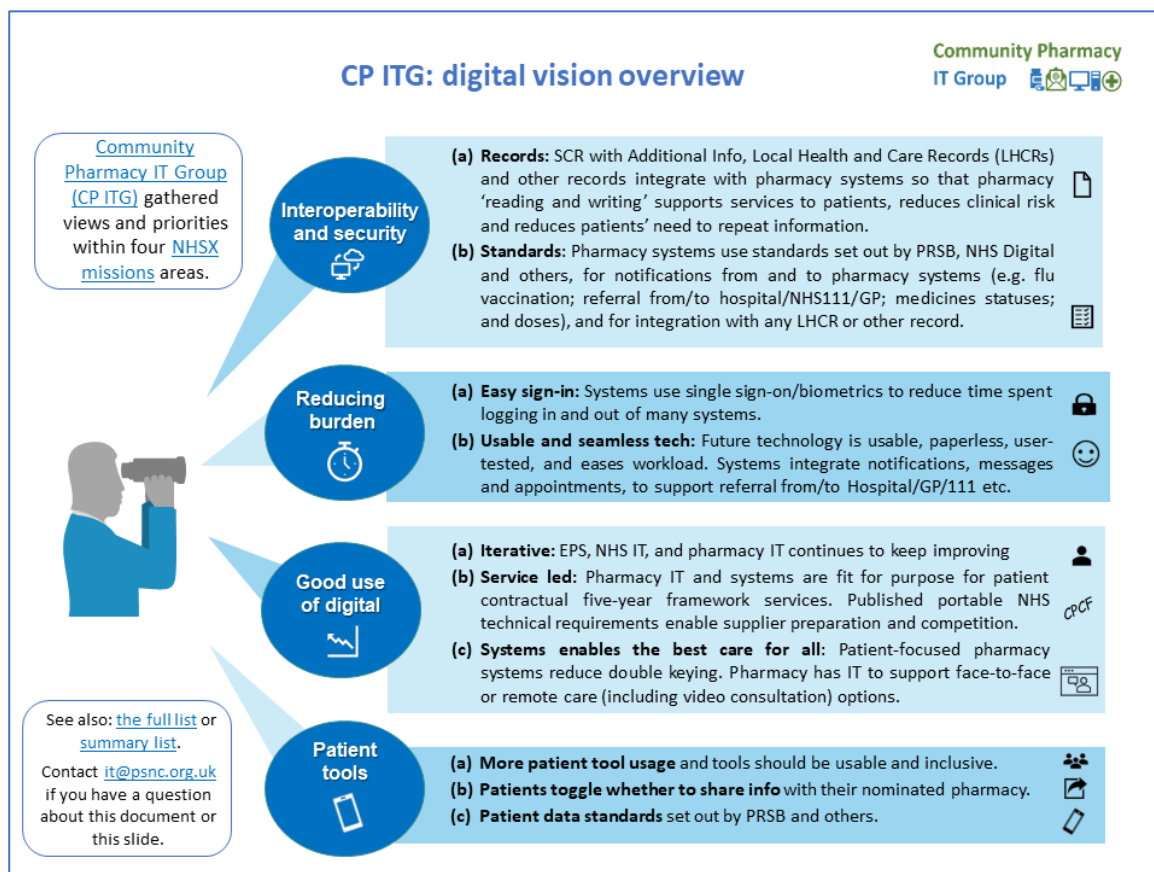 CP ITG: digital vision overview
Community Pharmacy
IT Group
Community
Pharmacy IT Group
(CP ITG) gathered
views and priorities
within four NHSX
missions areas.
Interoperability
and security
(a) Records: SCR with Additional Info, Local Health and Care Records (LHCRs)
and other records integrate with pharmacy systems so that pharmacy
‘reading and writing’ supports services to patients, reduces clinical risk
and reduces patients’ need to repeat information.
(b) Standards: Pharmacy systems use standards set out by PRSB, NHS Digital
and others, for notifications from and to pharmacy systems (e.g. flu
vaccination; referral from/to hospital/NHS111/GP; medicines statuses;
and doses), and for integration with any LHCR or other record.
Reducing
burden
(a) Easy sign-in: Systems use single sign-on/biometrics to reduce time spent
logging in and out of many systems.
(b) Usable and seamless tech: Future technology is usable, paperless, user-
tested, and eases workload. Systems integrate notifications, messages
and appointments, to support referral from/to Hospital/GP/111 etc.
Good use
of digital
(a) Iterative: EPS, NHS IT, and pharmacy IT continues to keep improving
(b) Service led: Pharmacy IT and systems are fit for purpose for patient
contractual five-year framework services. Published portable NHS
technical requirements enable supplier preparation and competition.
CPCF
(c) Systems enables the best care for all: Patient-focused pharmacy
systems reduce double keying. Pharmacy has IT to support face-to-face
or remote care (including video consultation) options.
See also: the full list or
summary list.
Contact it@psnc.org.uk
if you have a question
about this document or
this slide.
Patient
tools
(a) More patient tool usage and tools should be usable and inclusive.
(b) Patients toggle whether to share info with their nominated pharmacy.
(c) Patient data standards set out by PRSB and others.